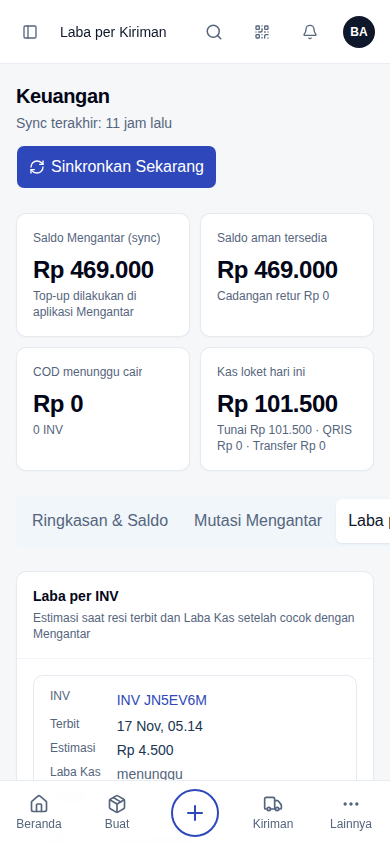 Laba per Kiriman
BA
Keuangan
Sync terakhir: 11 jam lalu
Sinkronkan Sekarang
Saldo Mengantar (sync)
Rp 469.000
Top-up dilakukan di
aplikasi Mengantar
Saldo aman tersedia
Rp 469.000
Cadangan retur Rp 0
COD menunggu cair
Rp 0
0 INV
Kas loket hari ini
Rp 101.500
Tunai Rp 101.500 · QRIS
Rp 0 · Transfer Rp 0
Ringkasan & Saldo
Mutasi Mengantar
Laba
Laba per INV
Estimasi saat resi terbit dan Laba Kas setelah cocok dengan
Mengantar
INV
INV JN5EV6M
Terbit
17 Nov, 05.14
Estimasi
Rp 4.500
Laba Kas
menunggu
Beranda
Buat
Kiriman
Lainnya